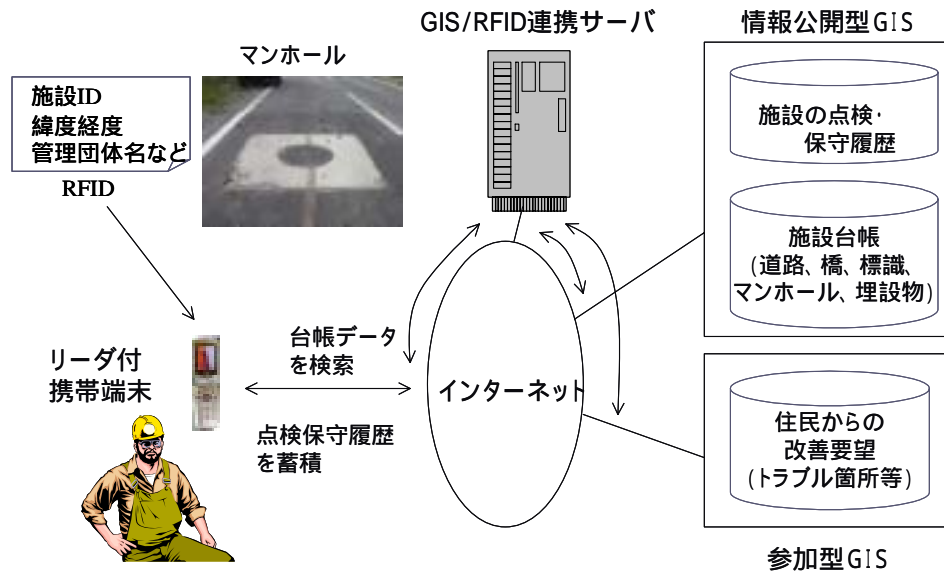 GIS/RFID連携サーバ
情報公開型GIS
マンホール
施設ID
緯度経度
管理団体名など
RFID
施設の点検・
保守履歴
施設台帳
(道路、橋、標識、
マンホール、埋設物)
台帳データ
を検索
リーダ付
携帯端末
インターネット
点検保守履歴
を蓄積
住民からの
改善要望
(トラブル箇所等)
参加型GIS